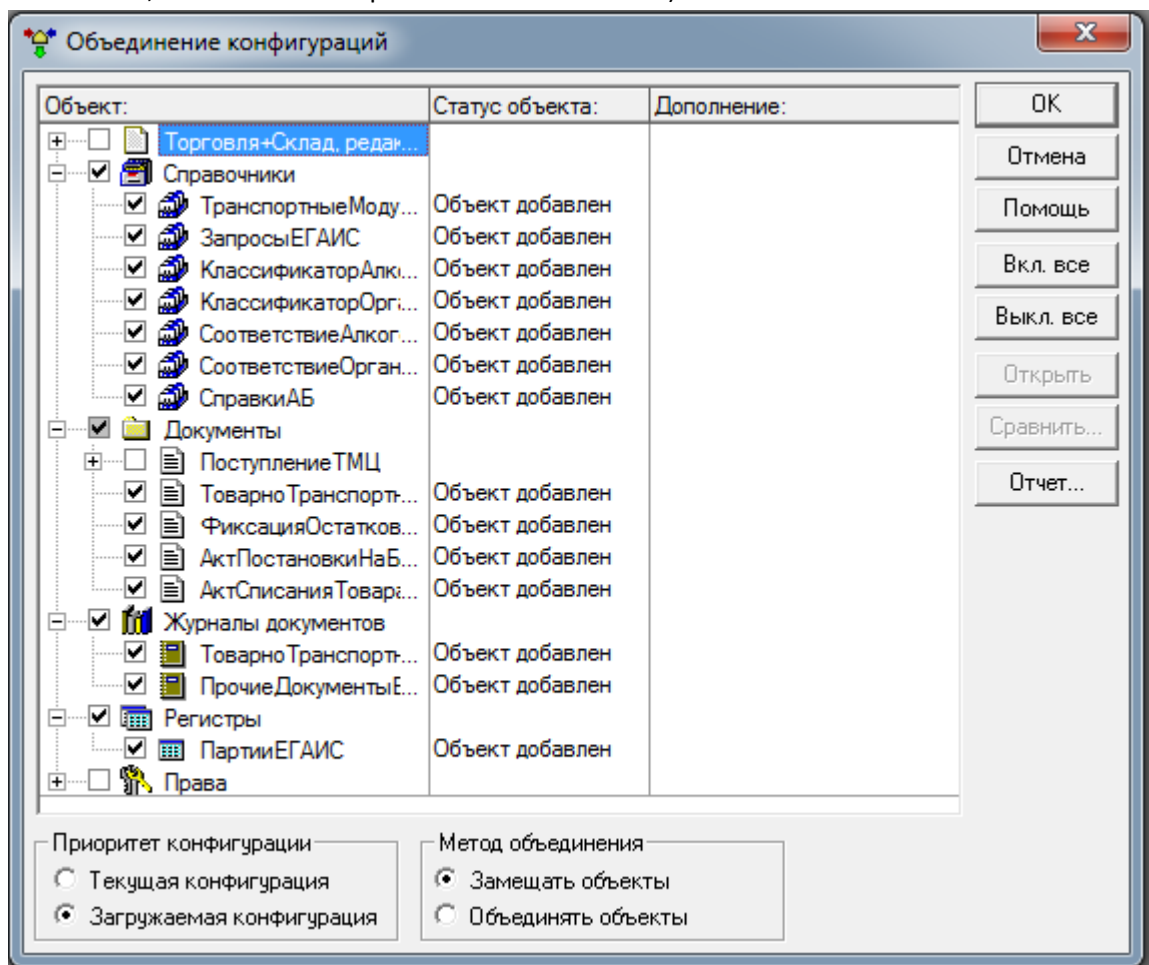 Объединение конфигураций
Объект: Статус объекта: Дополнение:
Торговля+Склад, редак...
Справочники
ТранспортныеМоду... Объект добавлен
ЗапросыЕГАИС Объект добавлен
КлассификаторАлко... Объект добавлен
КлассификаторОрга... Объект добавлен
СоответствиеАлког... Объект добавлен
СоответствиеОрган... Объект добавлен
СправкиАБ Объект добавлен
Документы
ПоступлениеТМЦ
ТоварноТранспортн... Объект добавлен
ФиксацияОстатков... Объект добавлен
АктПостановкиНаБ... Объект добавлен
АктСписанияТовара... Объект добавлен
Журналы документов
ТоварноТранспортн... Объект добавлен
ПрочиеДокументыЕ... Объект добавлен
Регистры
ПартииЕГАИС Объект добавлен
Права
OK
Отмена
Помощь
Вкл. все
Выкл. все
Открыть
Сравнить...
Отчет...
Приоритет конфигурации
Текущая конфигурация
Загружаемая конфигурация
Метод объединения
Замещать объекты
Объединять объекты